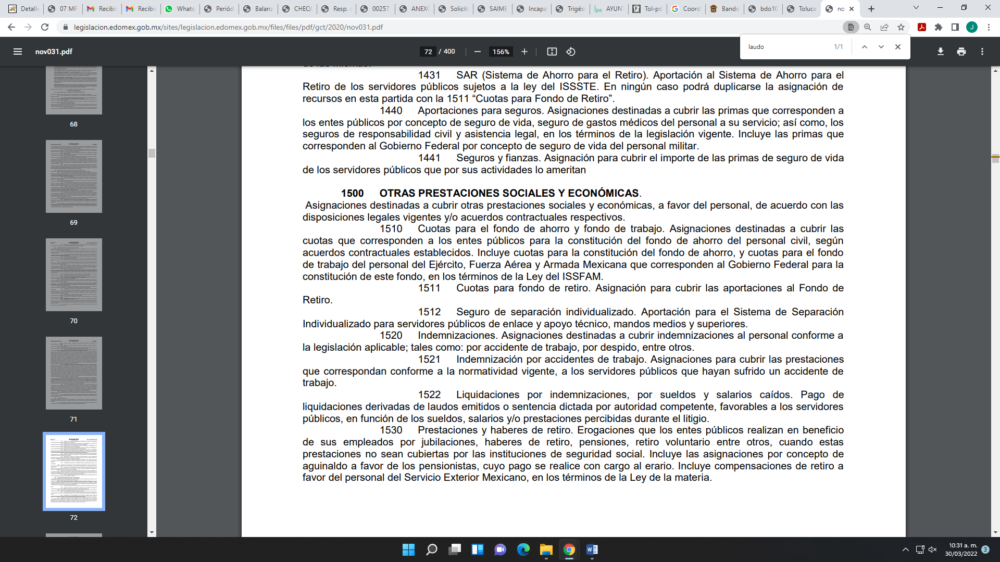 Detalle
07 MP
Recibic
Recibic
Whats
Periód
Balanz
CHEQU
Resp. s
00257
ANEXO
Solicit
SAIME
Incapa
Trigési
ipo AYUNT
Tol-pd
Coord
Bando
bdo10
Toluca
no
legislacion.edomex.gob.mx/sites/legislacion.edomex.gob.mx/files/files/pdf/gct/2020/nov031.pdf
J
nov031.pdf
72 / 400
156%
laudo
1/1
68
69
70
71
72
1431 SAR (Sistema de Ahorro para el Retiro). Aportación al Sistema de Ahorro para el
Retiro de los servidores públicos sujetos a la ley del ISSSTE. En ningún caso podrá duplicarse la asignación de
recursos en esta partida con la 1511 “Cuotas para Fondo de Retiro”.
1440 Aportaciones para seguros. Asignaciones destinadas a cubrir las primas que corresponden a
los entes públicos por concepto de seguro de vida, seguro de gastos médicos del personal a su servicio; así como, los
seguros de responsabilidad civil y asistencia legal, en los términos de la legislación vigente. Incluye las primas que
corresponden al Gobierno Federal por concepto de seguro de vida del personal militar.
1441 Seguros y fianzas. Asignación para cubrir el importe de las primas de seguro de vida
de los servidores públicos que por sus actividades lo ameritan
1500 OTRAS PRESTACIONES SOCIALES Y ECONÓMICAS.
Asignaciones destinadas a cubrir otras prestaciones sociales y económicas, a favor del personal, de acuerdo con las
disposiciones legales vigentes y/o acuerdos contractuales respectivos.
1510 Cuotas para el fondo de ahorro y fondo de trabajo. Asignaciones destinadas a cubrir las
cuotas que corresponden a los entes públicos para la constitución del fondo de ahorro del personal civil, según
acuerdos contractuales establecidos. Incluye cuotas para la constitución del fondo de ahorro, y cuotas para el fondo
de trabajo del personal del Ejército, Fuerza Aérea y Armada Mexicana que corresponden al Gobierno Federal para la
constitución de este fondo, en los términos de la Ley del ISSFAM.
1511 Cuotas para fondo de retiro. Asignación para cubrir las aportaciones al Fondo de
Retiro.
1512 Seguro de separación individualizado. Aportación para el Sistema de Separación
Individualizado para servidores públicos de enlace y apoyo técnico, mandos medios y superiores.
1520 Indemnizaciones. Asignaciones destinadas a cubrir indemnizaciones al personal conforme a
la legislación aplicable; tales como: por accidente de trabajo, por despido, entre otros.
1521 Indemnización por accidentes de trabajo. Asignaciones para cubrir las prestaciones
que correspondan conforme a la normatividad vigente, a los servidores públicos que hayan sufrido un accidente de
trabajo.
1522 Liquidaciones por indemnizaciones, por sueldos y salarios caídos. Pago de
liquidaciones derivadas de laudos emitidos o sentencia dictada por autoridad competente, favorables a los servidores
públicos, en función de los sueldos, salarios y/o prestaciones percibidas durante el litigio.
1530 Prestaciones y haberes de retiro. Erogaciones que los entes públicos realizan en beneficio
de sus empleados por jubilaciones, haberes de retiro, pensiones, retiro voluntario entre otros, cuando estas
prestaciones no sean cubiertas por las instituciones de seguridad social. Incluye las asignaciones por concepto de
aguinaldo a favor de los pensionistas, cuyo pago se realice con cargo al erario. Incluye compensaciones de retiro a
favor del personal del Servicio Exterior Mexicano, en los términos de la Ley de la materia.
10:31 a. m.
30/03/2022
3